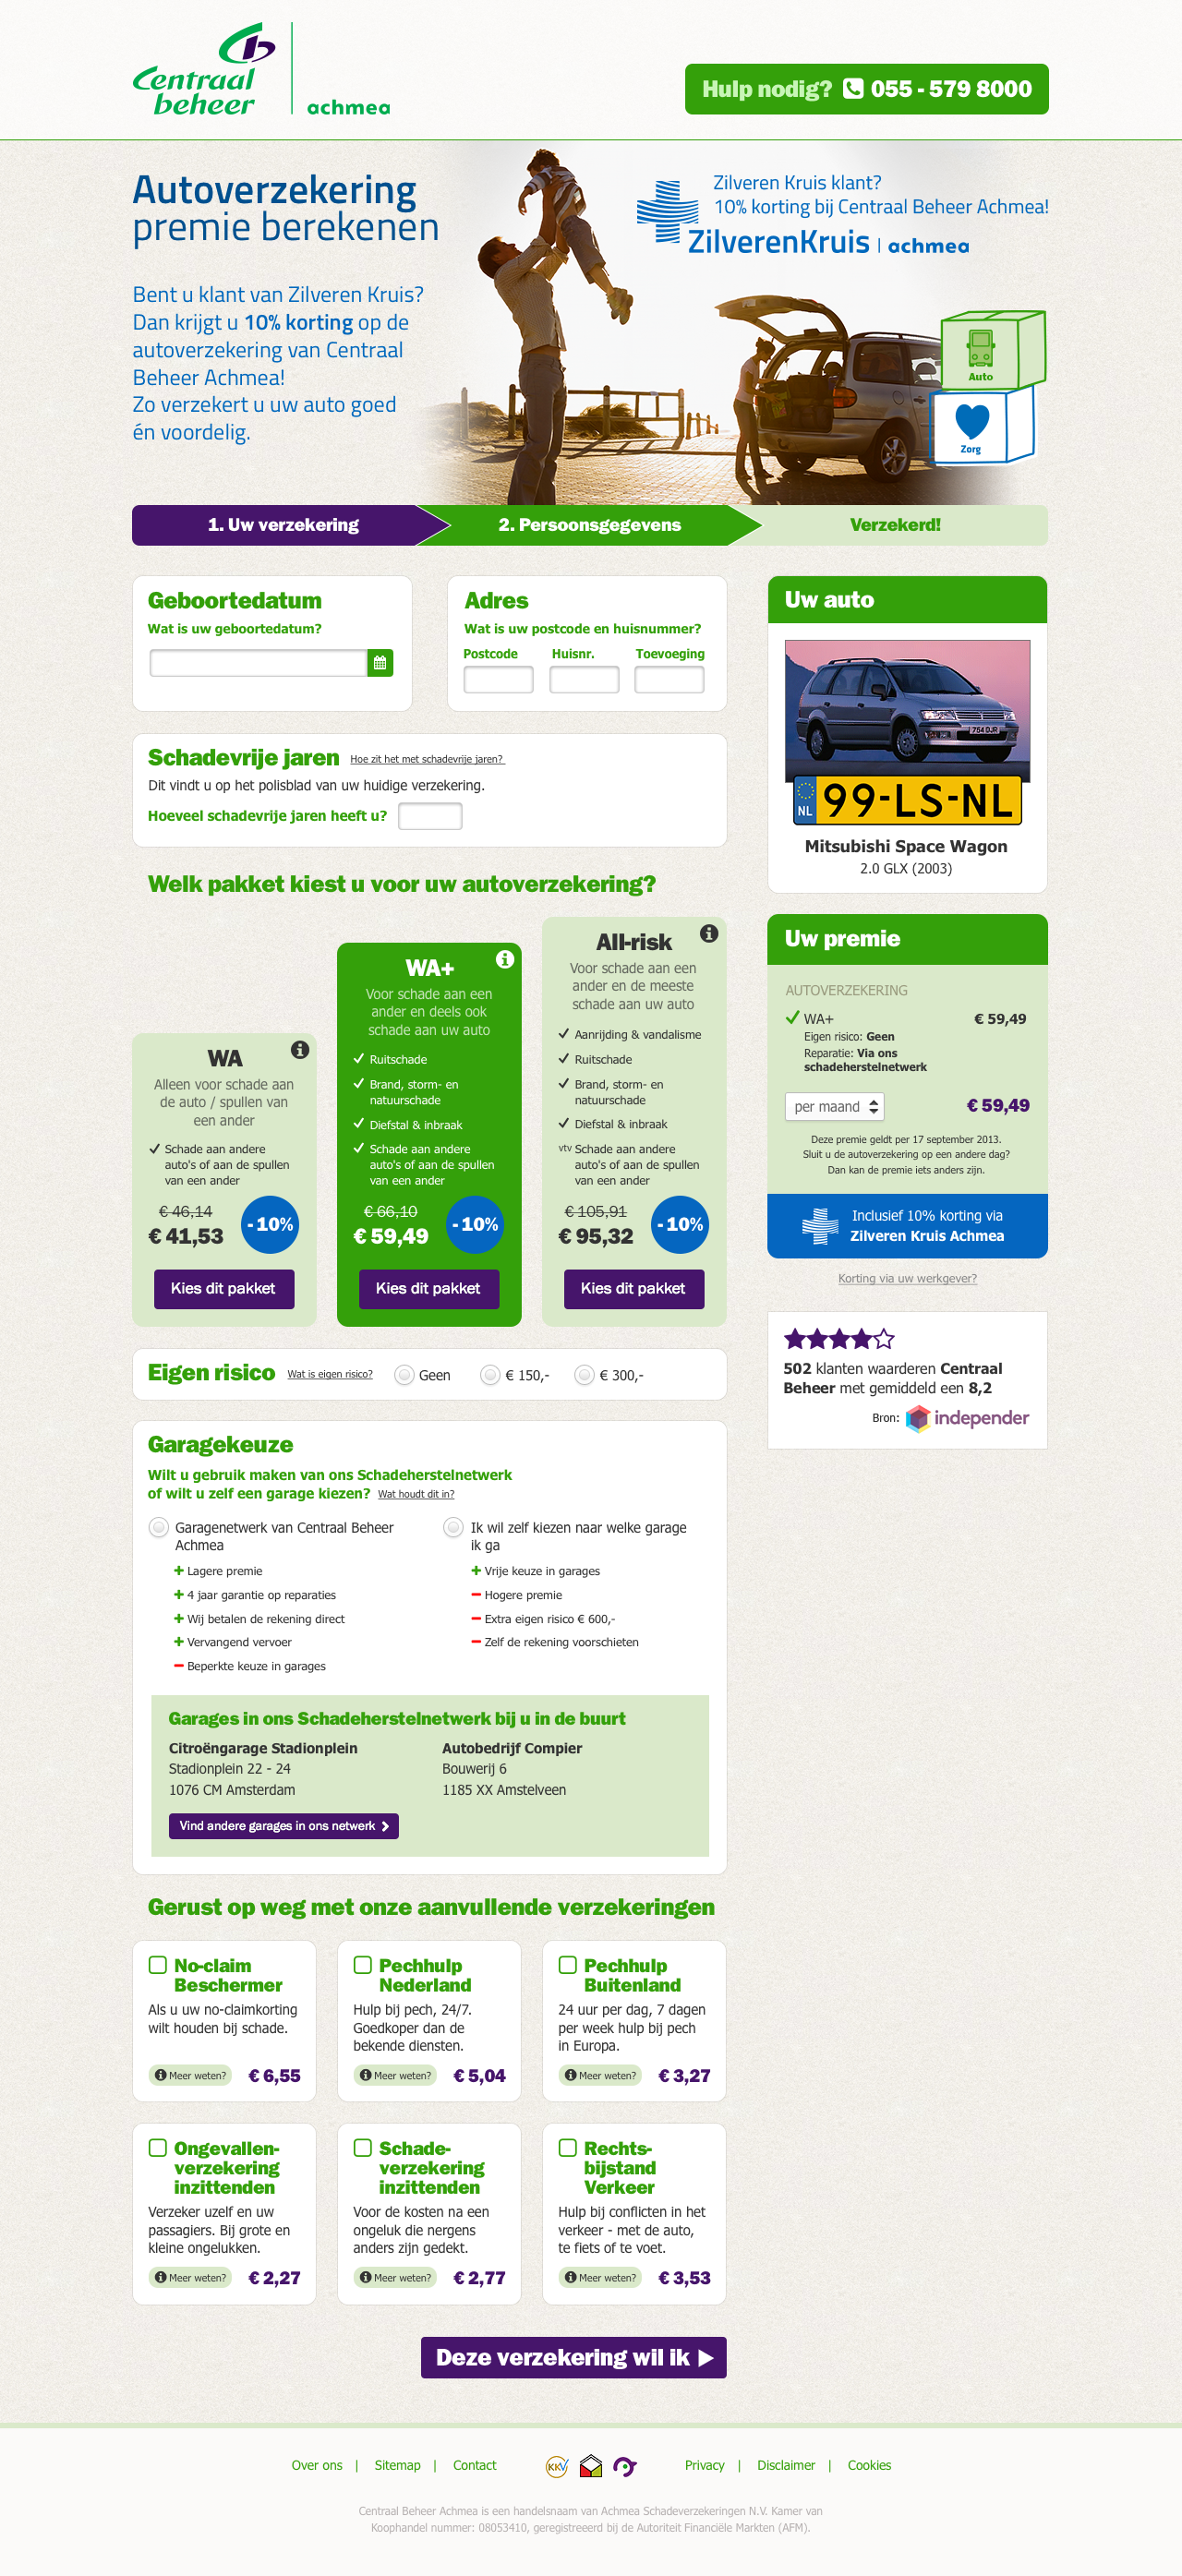 Centraal
beheer
achmea
Hulp nodig? 055 - 579 8000
Autoverzekering
premie berekenen
Bent u klant van Zilveren Kruis?
Dan krijgt u 10% korting op de
autoverzekering van Centraal
Beheer Achmea!
Zo verzekert u uw auto goed
én voordelig.
Zilveren Kruis klant?
10% korting bij Centraal Beheer Achmea!
ZilverenKruis | achmea
Auto
Zorg
1. Uw verzekering
2. Persoonsgegevens
Verzekerd!
Geboortedatum
Wat is uw geboortedatum?
Adres
Wat is uw postcode en huisnummer?
Postcode Huisnr. Toevoeging
Schadevrije jaren Hoe zit het met schadevrije jaren?
Dit vindt u op het polisblad van uw huidige verzekering.
Hoeveel schadevrije jaren heeft u?
Uw auto
754 DJR
NL 99-LS-NL
Mitsubishi Space Wagon
2.0 GLX (2003)
Welk pakket kiest u voor uw autoverzekering?
WA
Alleen voor schade aan
de auto / spullen van
een ander
Schade aan andere
auto's of aan de spullen
van een ander
€ 46,14
€ 41,53
- 10%
Kies dit pakket
WA+
Voor schade aan een
ander en deels ook
schade aan uw auto
Ruitschade
Brand, storm- en
natuurschade
Diefstal & inbraak
Schade aan andere
auto's of aan de spullen
van een ander
€ 66,10
€ 59,49
- 10%
Kies dit pakket
All-risk
Voor schade aan een
ander en de meeste
schade aan uw auto
Aanrijding & vandalisme
Ruitschade
Brand, storm- en
natuurschade
Diefstal & inbraak
vtv Schade aan andere
auto's of aan de spullen
van een ander
€ 105,91
€ 95,32
- 10%
Kies dit pakket
Uw premie
AUTOVERZEKERING
WA+ € 59,49
Eigen risico: Geen
Reparatie: Via ons
schadeherstelnetwerk
per maand € 59,49
Deze premie geldt per 17 september 2013.
Sluit u de autoverzekering op een andere dag?
Dan kan de premie iets anders zijn.
Inclusief 10% korting via
Zilveren Kruis Achmea
Korting via uw werkgever?
502 klanten waarderen Centraal
Beheer met gemiddeld een 8,2
Bron: independer
Eigen risico Wat is eigen risico? Geen € 150,- € 300,-
Garagekeuze
Wilt u gebruik maken van ons Schadeherstelnetwerk
of wilt u zelf een garage kiezen? Wat houdt dit in?
Garagenetwerk van Centraal Beheer
Achmea
+ Lagere premie
+ 4 jaar garantie op reparaties
+ Wij betalen de rekening direct
+ Vervangend vervoer
- Beperkte keuze in garages
Ik wil zelf kiezen naar welke garage
ik ga
+ Vrije keuze in garages
- Hogere premie
- Extra eigen risico € 600,-
- Zelf de rekening voorschieten
Garages in ons Schadeherstelnetwerk bij u in de buurt
Citroëngarage Stadionplein
Stadionplein 22 - 24
1076 CM Amsterdam
Autobedrijf Compier
Bouwerij 6
1185 XX Amstelveen
Vind andere garages in ons netwerk
Gerust op weg met onze aanvullende verzekeringen
No-claim
Beschermer
Als u uw no-claimkorting
wilt houden bij schade.
Meer weten? € 6,55
Pechhulp
Nederland
Hulp bij pech, 24/7.
Goedkoper dan de
bekende diensten.
Meer weten? € 5,04
Pechhulp
Buitenland
24 uur per dag, 7 dagen
per week hulp bij pech
in Europa.
Meer weten? € 3,27
Ongevallen-
verzekering
inzittenden
Verzeker uzelf en uw
passagiers. Bij grote en
kleine ongelukken.
Meer weten? € 2,27
Schade-
verzekering
inzittenden
Voor de kosten na een
ongeluk die nergens
anders zijn gedekt.
Meer weten? € 2,77
Rechts-
bijstand
Verkeer
Hulp bij conflicten in het
verkeer - met de auto,
te fiets of te voet.
Meer weten? € 3,53
Deze verzekering wil ik
Over ons | Sitemap | Contact KKV Privacy | Disclaimer | Cookies
Centraal Beheer Achmea is een handelsnaam van Achmea Schadeverzekeringen N.V. Kamer van
Koophandel nummer: 08053410, geregistreeerd bij de Autoriteit Financiële Markten (AFM).